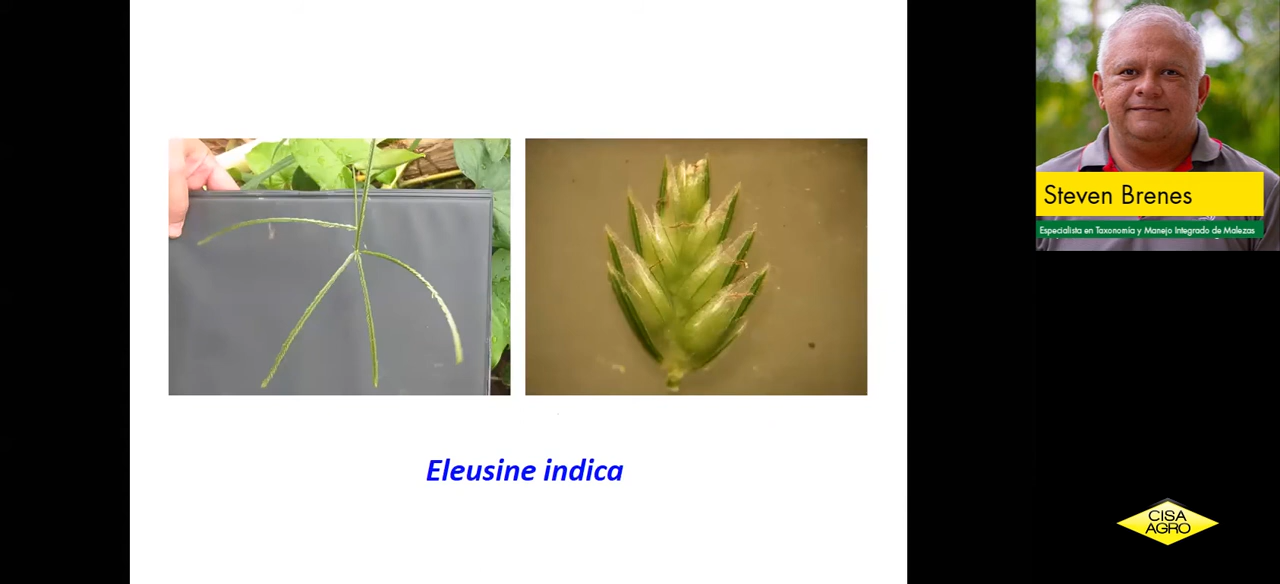 Steven Brenes
Especialista en Taxonomía y Manejo Integrado de Malezas
Eleusine indica
CISA
AGRO